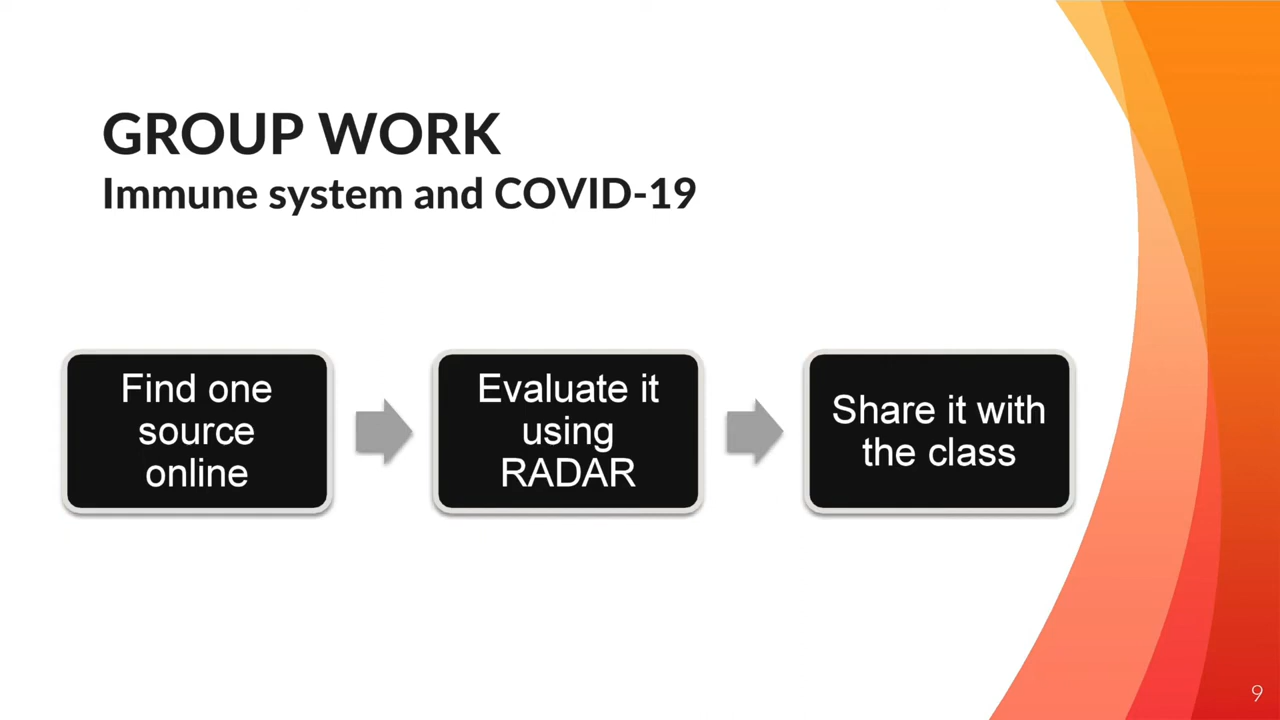 GROUP WORK
Immune system and COVID-19
Find one
source
online
Evaluate it
using
RADAR
Share it with
the class
9